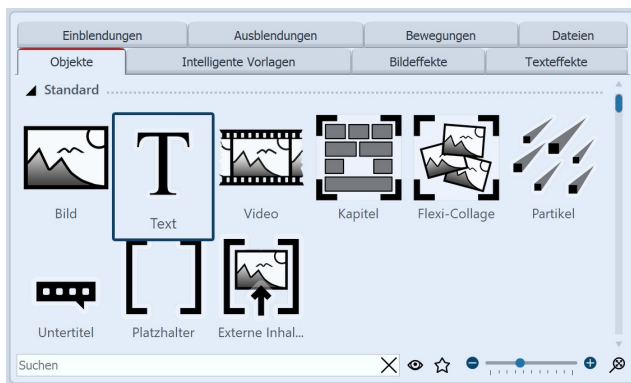 Einblendungen Ausblendungen Bewegungen Dateien
Objekte Intelligente Vorlagen Bildeffekte Texteffekte
Standard
Bild Text Video Kapitel Flexi-Collage Partikel
Untertitel Platzhalter Externe Inhal...
Suchen